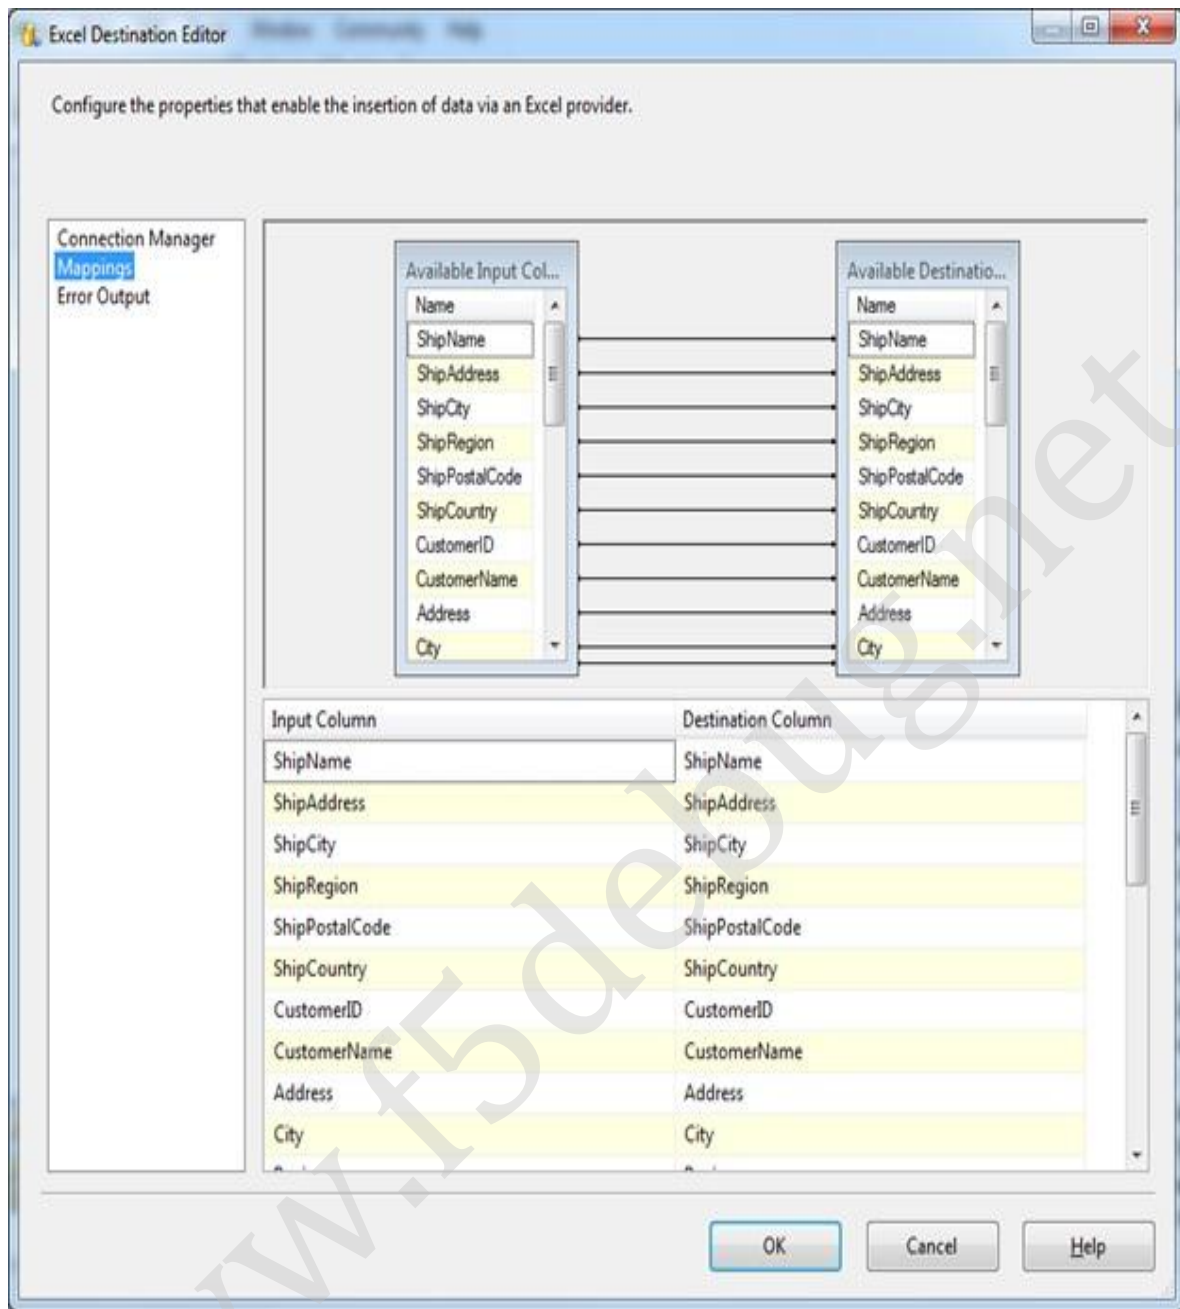 Excel Destination Editor
Configure the properties that enable the insertion of data via an Excel provider.
Connection Manager
Mappings
Error Output
Available Input Col...
Name
ShipName
ShipAddress
ShipCity
ShipRegion
ShipPostalCode
ShipCountry
CustomerID
CustomerName
Address
City
Available Destinatio...
Name
ShipName
ShipAddress
ShipCity
ShipRegion
ShipPostalCode
ShipCountry
CustomerID
CustomerName
Address
City
Input Column Destination Column
ShipName ShipName
ShipAddress ShipAddress
ShipCity ShipCity
ShipRegion ShipRegion
ShipPostalCode ShipPostalCode
ShipCountry ShipCountry
CustomerID CustomerID
CustomerName CustomerName
Address Address
City City
OK Cancel Help
w.f5debug.net